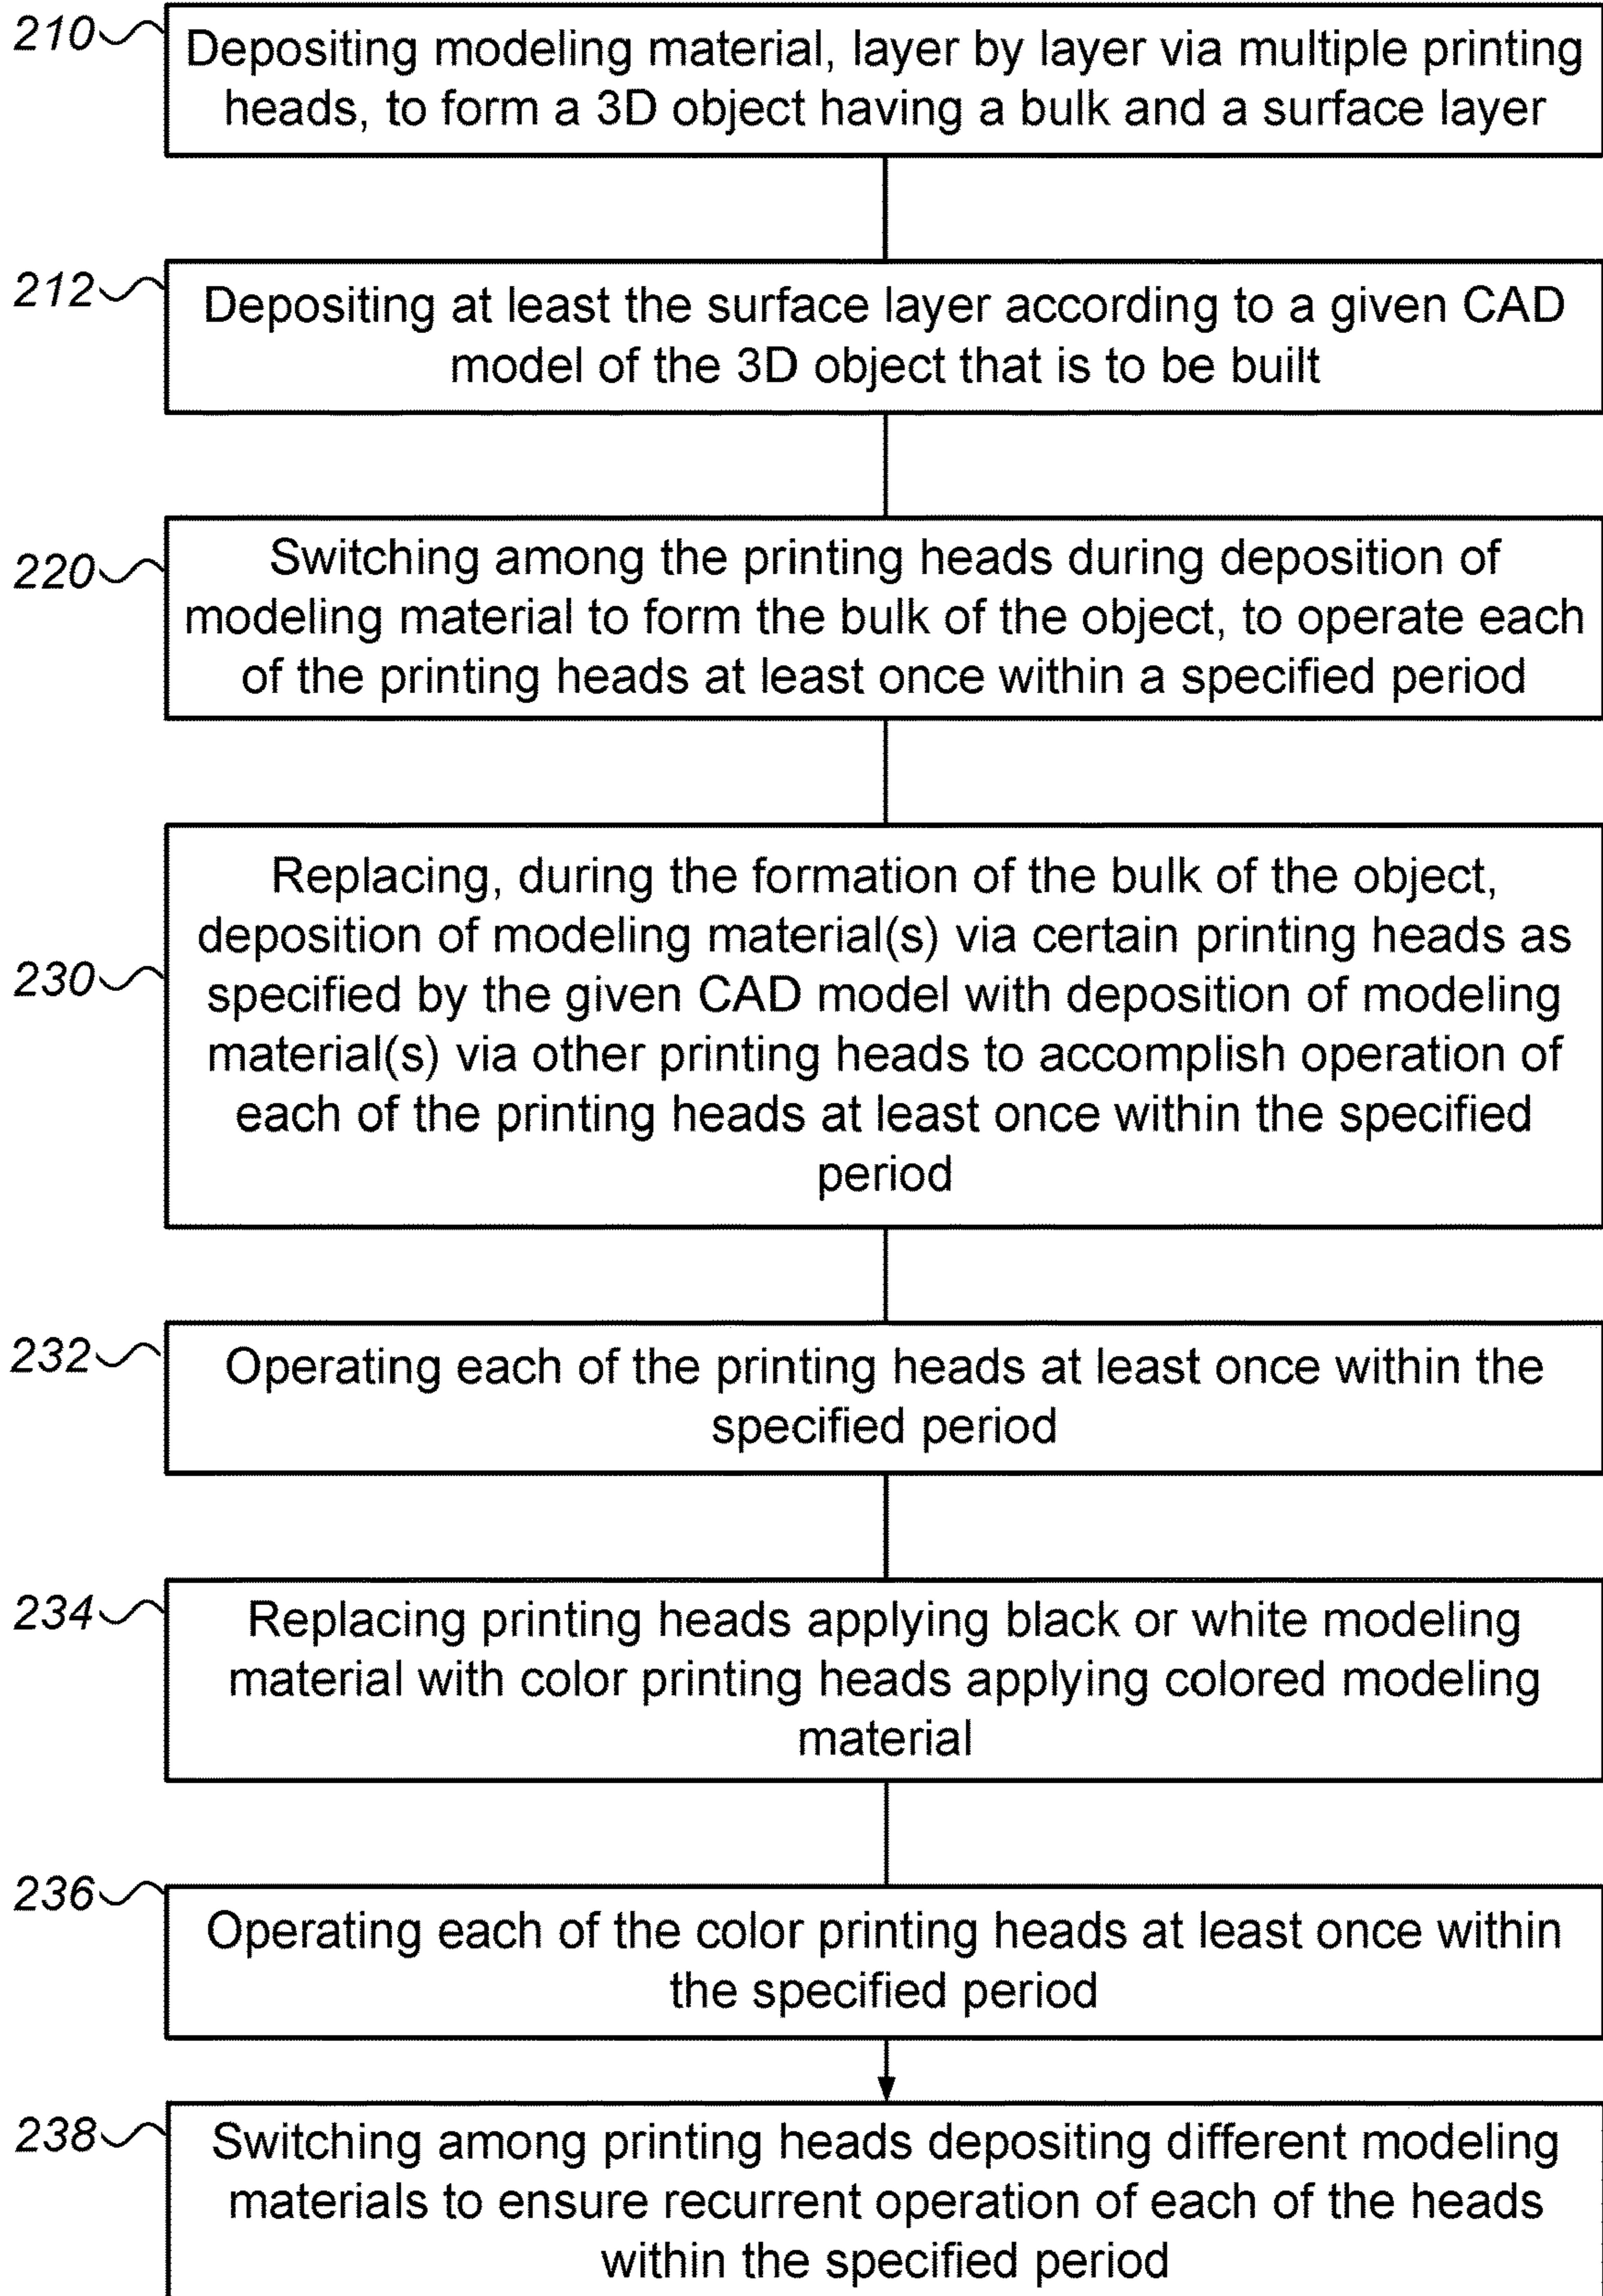 210
Depositing modeling material, layer by layer via multiple printing
heads, to form a 3D object having a bulk and a surface layer
212
Depositing at least the surface layer according to a given CAD
model of the 3D object that is to be built
220
Switching among the printing heads during deposition of
modeling material to form the bulk of the object, to operate each
of the printing heads at least once within a specified period
230
Replacing, during the formation of the bulk of the object,
deposition of modeling material(s) via certain printing heads as
specified by the given CAD model with deposition of modeling
material(s) via other printing heads to accomplish operation of
each of the printing heads at least once within the specified
period
232
Operating each of the printing heads at least once within the
specified period
234
Replacing printing heads applying black or white modeling
material with color printing heads applying colored modeling
material
236
Operating each of the color printing heads at least once within
the specified period
238
Switching among printing heads depositing different modeling
materials to ensure recurrent operation of each of the heads
within the specified period